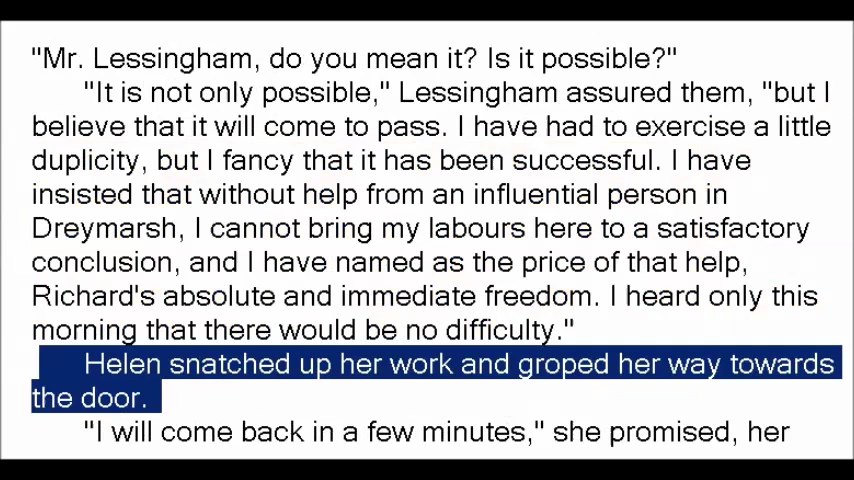 "Mr. Lessingham, do you mean it? Is it possible?"
"It is not only possible," Lessingham assured them, "but I
believe that it will come to pass. I have had to exercise a little
duplicity, but I fancy that it has been successful. I have
insisted that without help from an influential person in
Dreymarsh, I cannot bring my labours here to a satisfactory
conclusion, and I have named as the price of that help,
Richard's absolute and immediate freedom. I heard only this
morning that there would be no difficulty."
Helen snatched up her work and groped her way towards
the door.
"I will come back in a few minutes," she promised, her